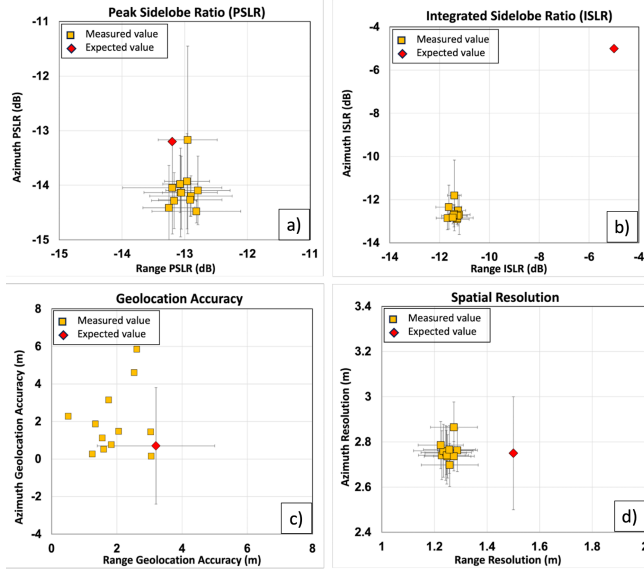 Peak Sidelobe Ratio (PSLR)
Measured value
Expected value
-11
-12
-13
-14
-15
Azimuth PSLR (dB)
-15
-14
-13
-12
-11
Range PSLR (dB)
a)
Integrated Sidelobe Ratio (ISLR)
Measured value
Expected value
-4
-6
-8
-10
-12
-14
Azimuth ISLR (dB)
-14
-12
-10
-8
-6
-4
Range ISLR (dB)
b)
Geolocation Accuracy
Measured value
Expected value
8
6
4
2
0
-2
-4
Azimuth Geolocation Accuracy (m)
0
2
4
6
8
Range Geolocation Accuracy (m)
c)
Spatial Resolution
Measured value
Expected value
3.4
3.2
3
2.8
2.6
2.4
Azimuth Resolution (m)
1
1.2
1.4
1.6
1.8
2
Range Resolution (m)
d)